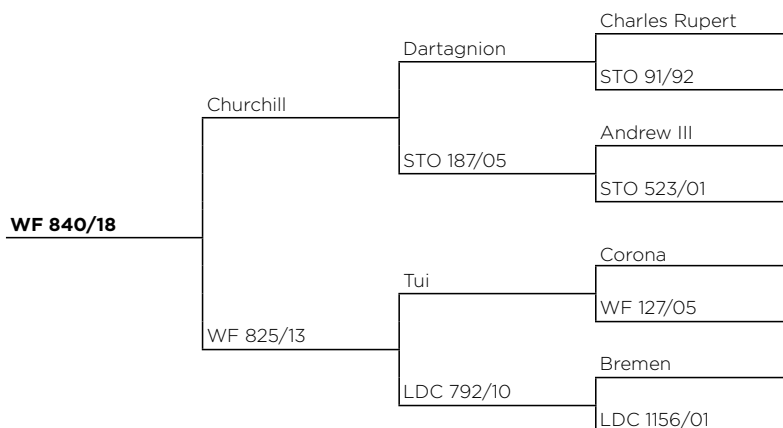 Charles Rupert
Dartagnion
STO 91/92
Churchill
Andrew III
STO 187/05
STO 523/01
WF 840/18
Corona
Tui
WF 127/05
WF 825/13
Bremen
LDC 792/10
LDC 1156/01